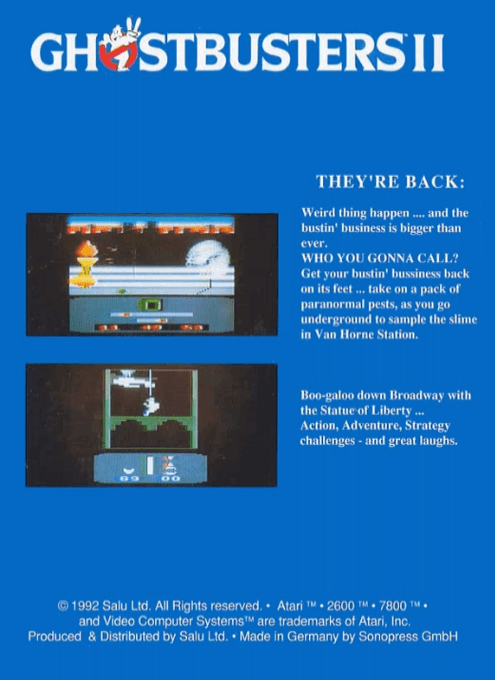 GHOSTBUSTERS II
THEY'RE BACK:
Weird thing happen .... and the
bustin' business is bigger than
ever.
WHO YOU GONNA CALL?
Get your bustin' bussiness back
on its feet ... take on a pack of
paranormal pests, as you go
underground to sample the slime
in Van Horne Station.
Boo-galoo down Broadway with
the Statue of Liberty ...
Action, Adventure, Strategy
challenges - and great laughs.
89 00
© 1992 Salu Ltd. All Rights reserved. • Atari ™ • 2600 ™ • 7800 ™ •
and Video Computer Systems™ are trademarks of Atari, Inc.
Produced & Distributed by Salu Ltd. • Made in Germany by Sonopress GmbH